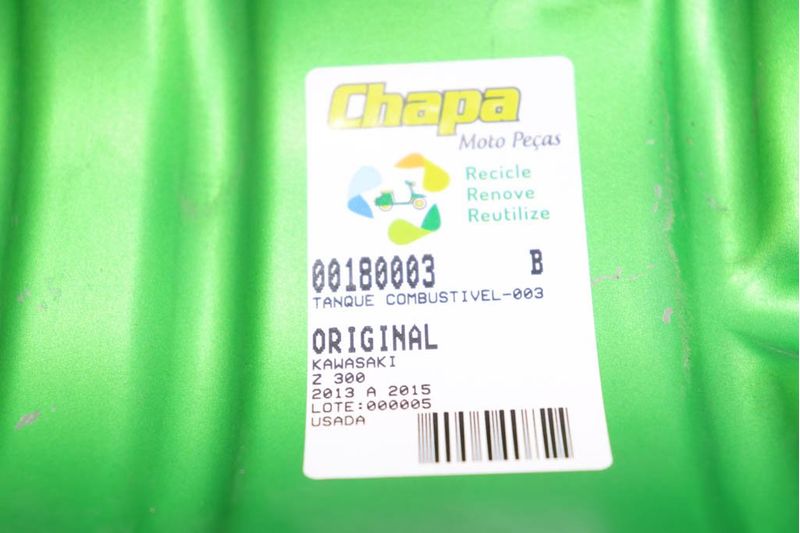 Chapa
Moto Peças
Recicle
Renove
Reutilize
00180003 B
TANQUE COMBUSTIVEL-003
ORIGINAL
KAWASAKI
Z 300
2013 A 2015
LOTE:000005
USADA